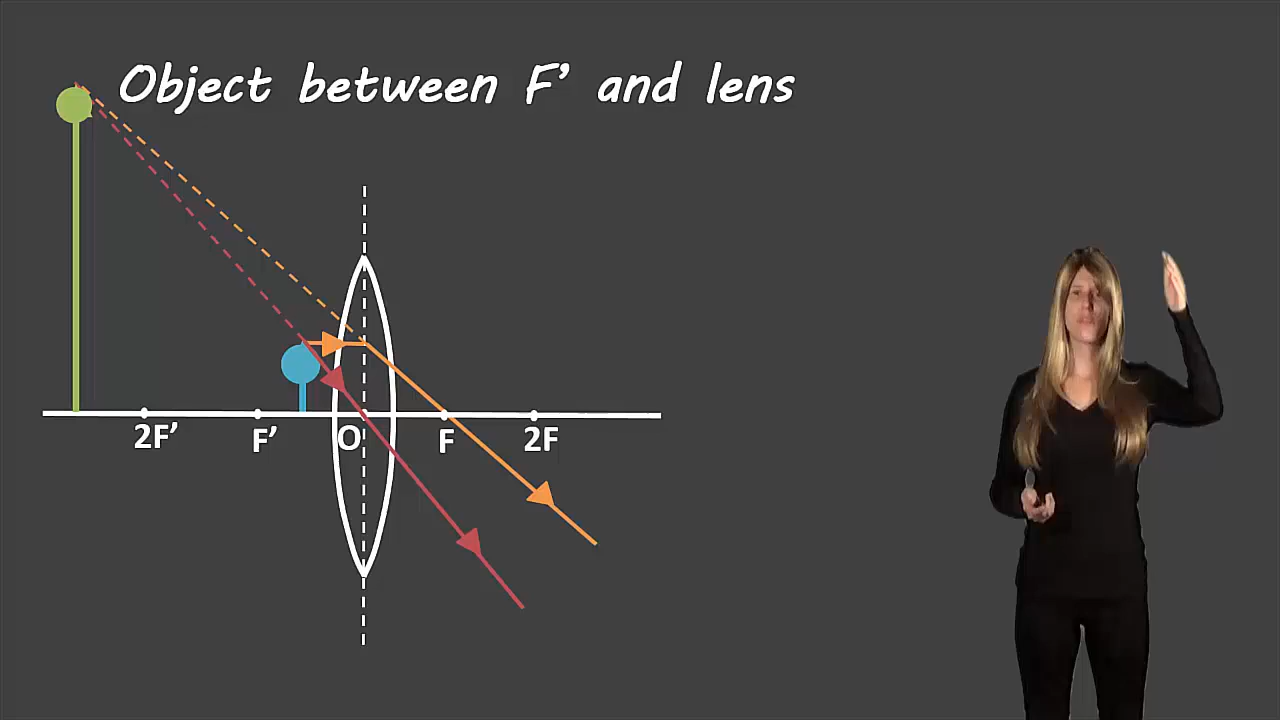 Object between F’ and lens
2F’ F’ O F 2F